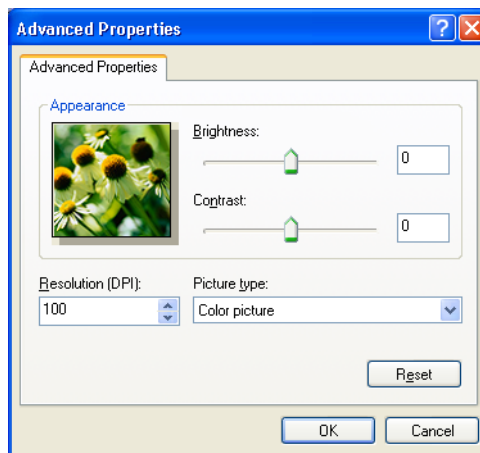 Advanced Properties
Advanced Properties
Appearance
Brightness:
0
Contrast:
0
Resolution (DPI):
Picture type:
100
Color picture
Reset
OK
Cancel